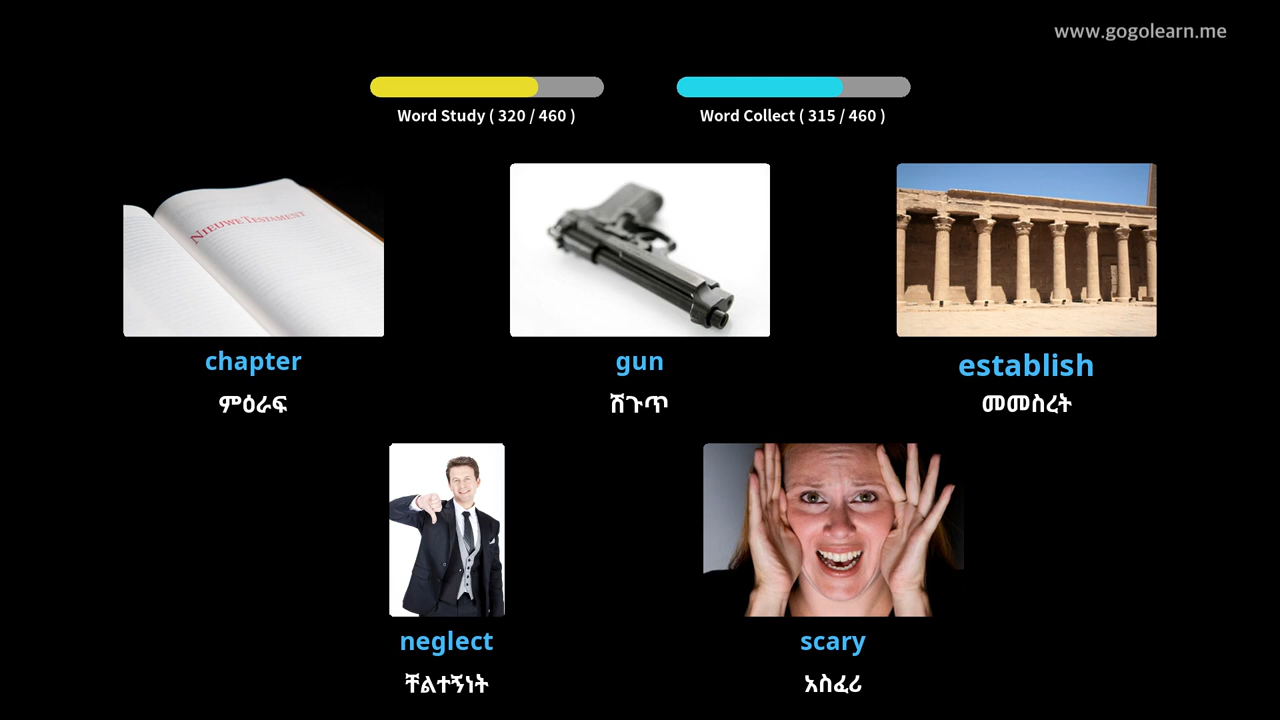 www.gogolearn.me
Word Study ( 320 / 460 )
Word Collect ( 315 / 460 )
NIEUWE TESTAMENT
chapter
ምዕራፍ
gun
ሽጉጥ
establish
መመስረት
neglect
ቸልተኝነት
scary
አስፈሪ